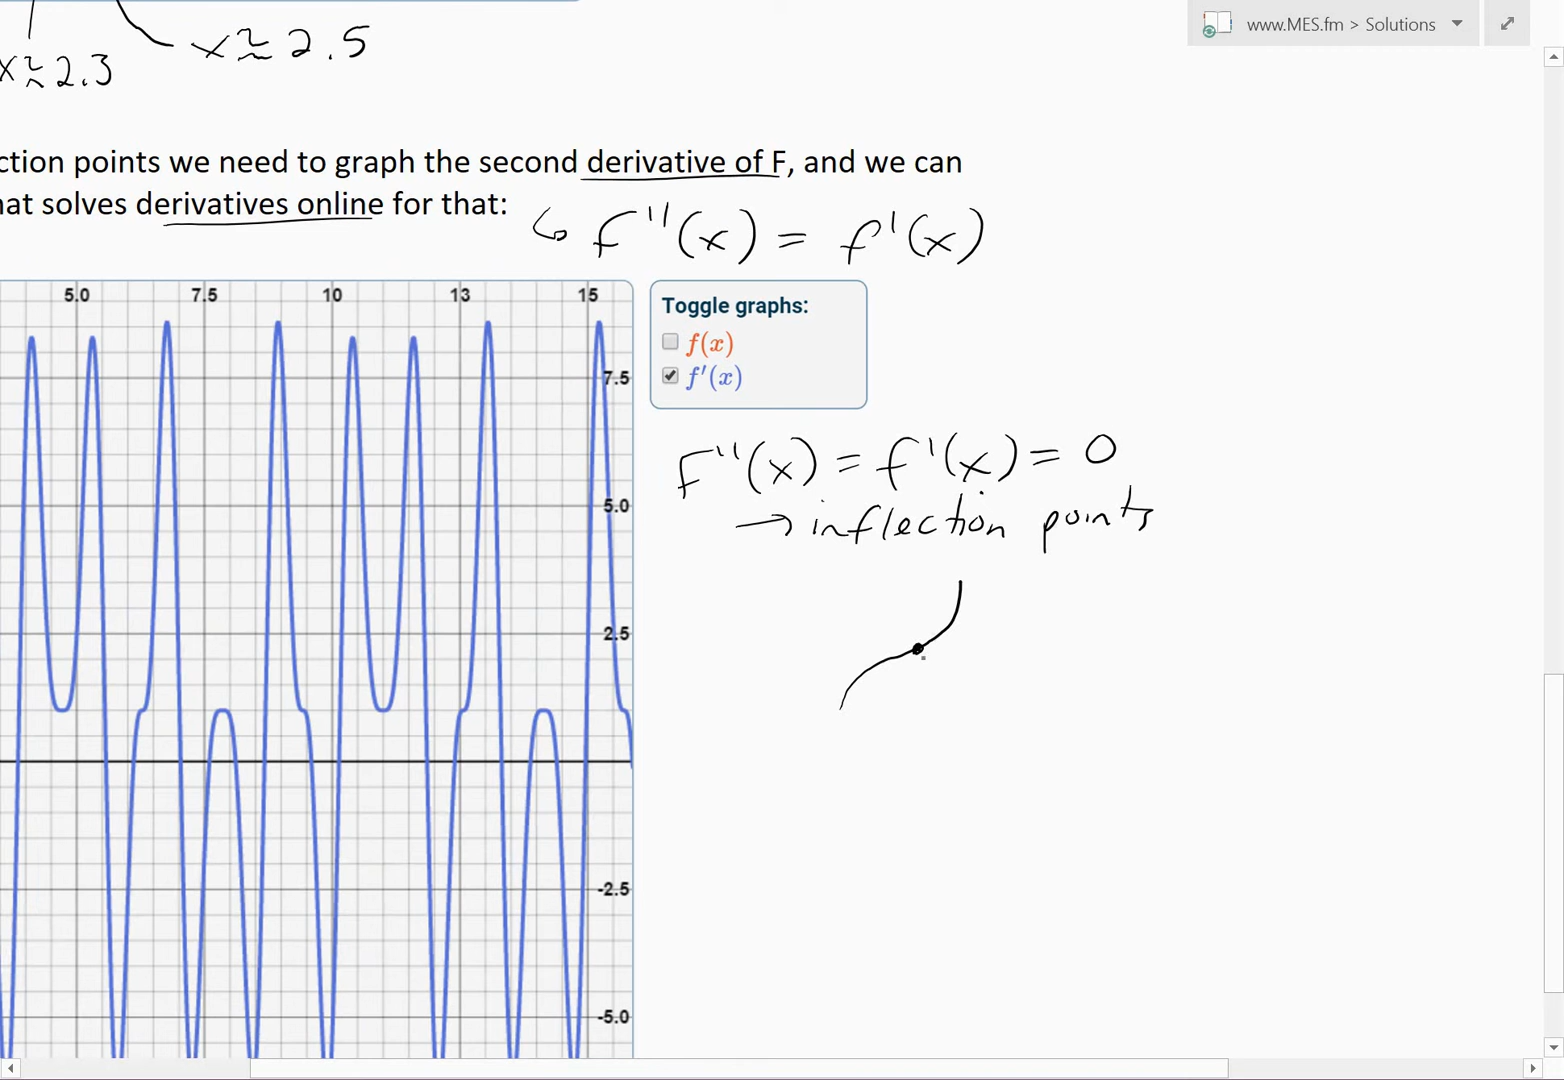 www.MES.fm > Solutions
x ≈ 2.5
x ≈ 2.3
ction points we need to graph the second derivative of F, and we can
hat solves derivatives online for that:
↳ F''(x) = f'(x)
5.0 7.5 10 13 15
Toggle graphs:
f(x)
f'(x)
7.5
F''(x) = f'(x) = 0
5.0
→ inflection points
2.5
-2.5
-5.0